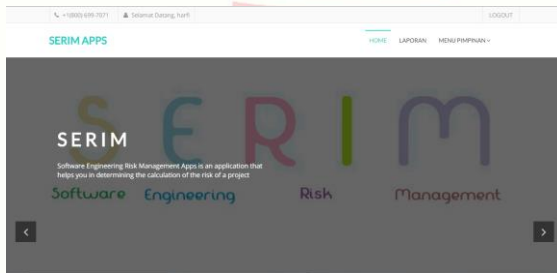 +1(800) 699-7071 Selamat Datang, harfi LOGOUT
SERIM APPS HOME LAPORAN MENU PIMPINAN
SERIM
SERIM
Software Engineering Risk Management Apps is an application that
helps you in determining the calculation of the risk of a project
Software Engineering Risk Management